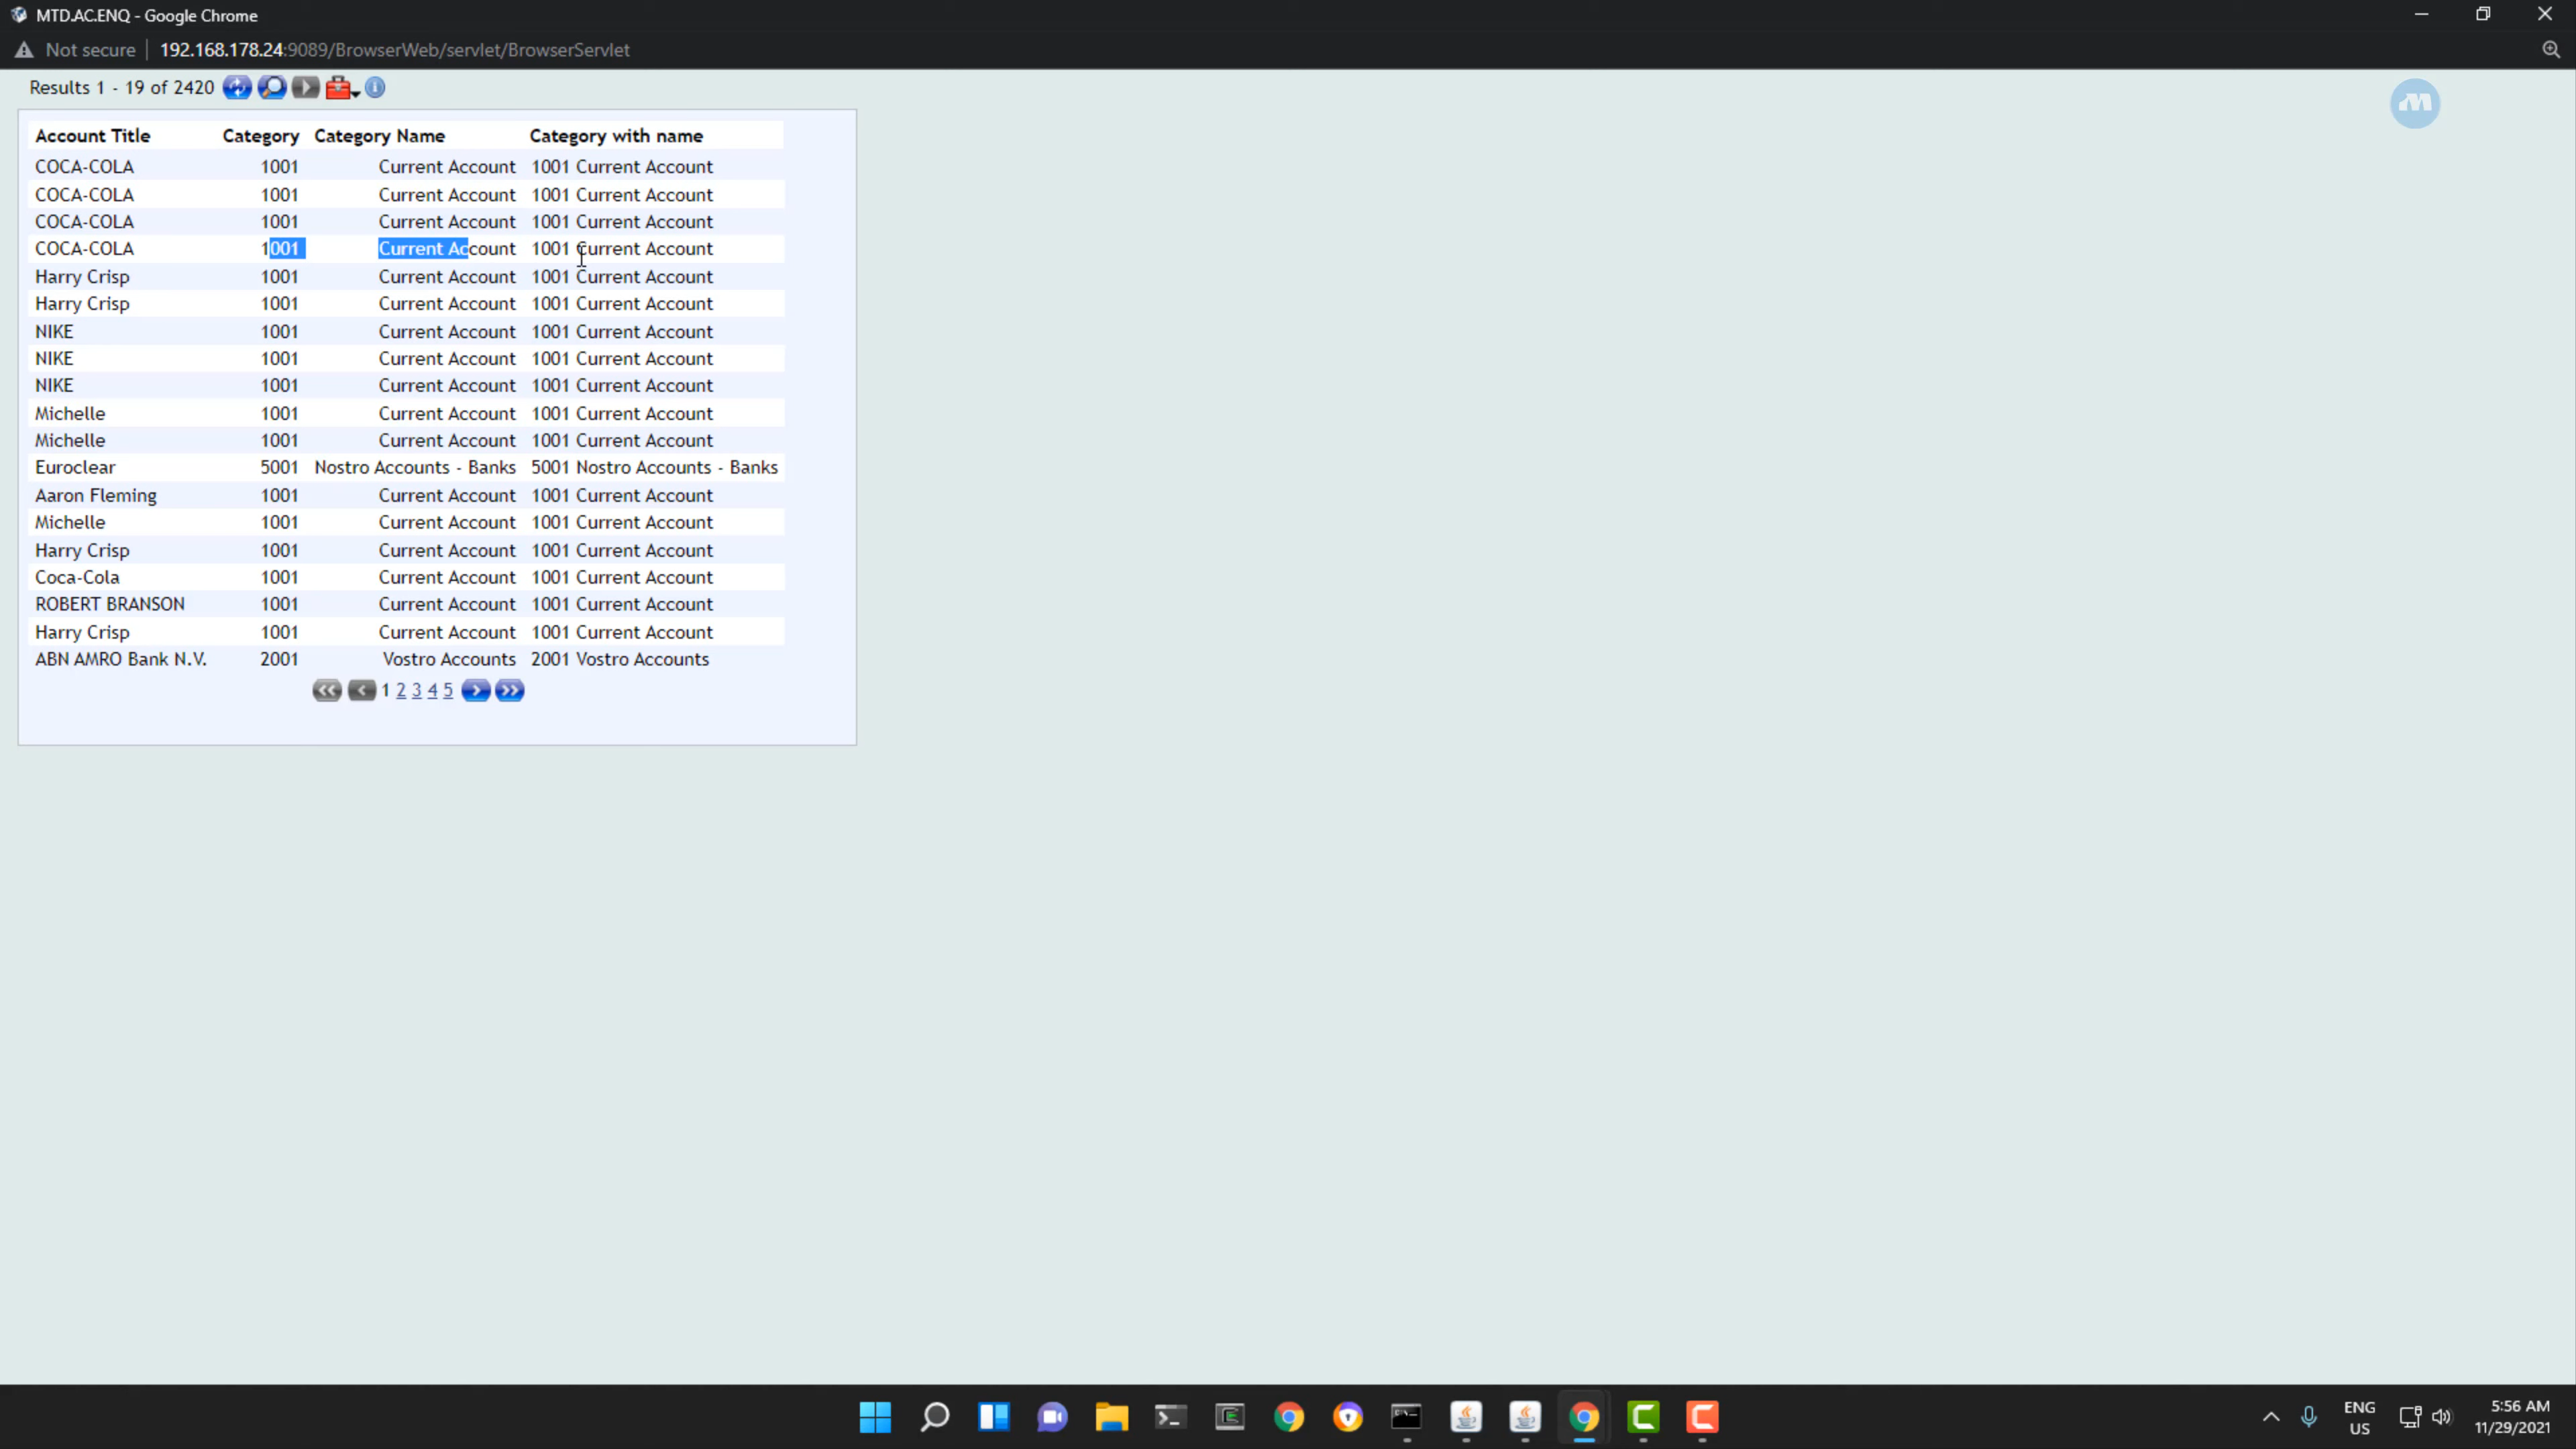 MTD.AC.ENQ - Google Chrome
Not secure | 192.168.178.24:9089/BrowserWeb/servlet/BrowserServlet
Results 1 - 19 of 2420
Account Title Category Category Name Category with name
COCA-COLA 1001 Current Account 1001 Current Account
COCA-COLA 1001 Current Account 1001 Current Account
COCA-COLA 1001 Current Account 1001 Current Account
COCA-COLA 1001 Current Account 1001 Current Account
Harry Crisp 1001 Current Account 1001 Current Account
Harry Crisp 1001 Current Account 1001 Current Account
NIKE 1001 Current Account 1001 Current Account
NIKE 1001 Current Account 1001 Current Account
NIKE 1001 Current Account 1001 Current Account
Michelle 1001 Current Account 1001 Current Account
Michelle 1001 Current Account 1001 Current Account
Euroclear 5001 Nostro Accounts - Banks 5001 Nostro Accounts - Banks
Aaron Fleming 1001 Current Account 1001 Current Account
Michelle 1001 Current Account 1001 Current Account
Harry Crisp 1001 Current Account 1001 Current Account
Coca-Cola 1001 Current Account 1001 Current Account
ROBERT BRANSON 1001 Current Account 1001 Current Account
Harry Crisp 1001 Current Account 1001 Current Account
ABN AMRO Bank N.V. 2001 Vostro Accounts 2001 Vostro Accounts
1 2 3 4 5
ENG
US
5:56 AM
11/29/2021